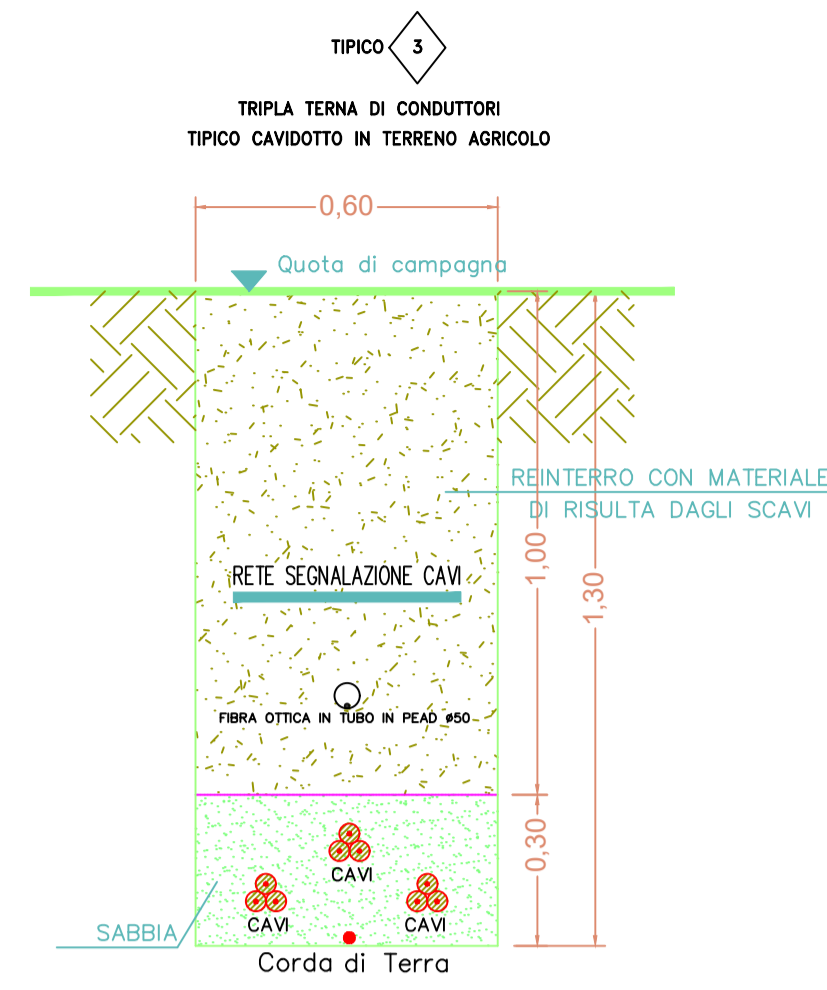 TIPICO 3
TRIPLA TERNA DI CONDUTTORI
TIPICO CAVIDOTTO IN TERRENO AGRICOLO
0,60
Quota di campagna
REINTERRO CON MATERIALE
DI RISULTA DAGLI SCAVI
1,00
1,30
RETE SEGNALAZIONE CAVI
FIBRA OTTICA IN TUBO IN PEAD ø50
0,30
CAVI
CAVI
CAVI
SABBIA
Corda di Terra